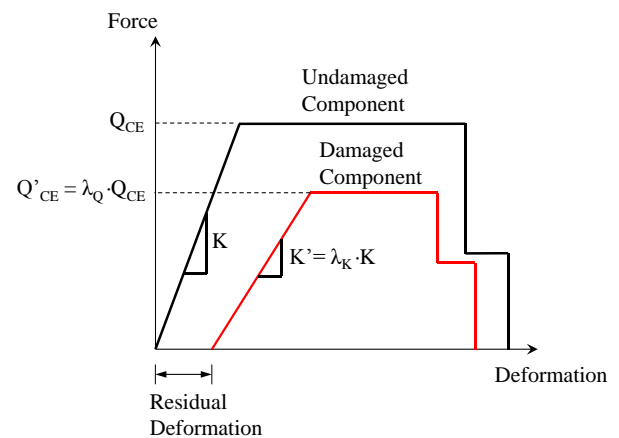 Force
Undamaged
Component
Q_CE
Damaged
Component
Q’_CE = λ_Q·Q_CE
K
K’= λ_K·K
Deformation
Residual
Deformation